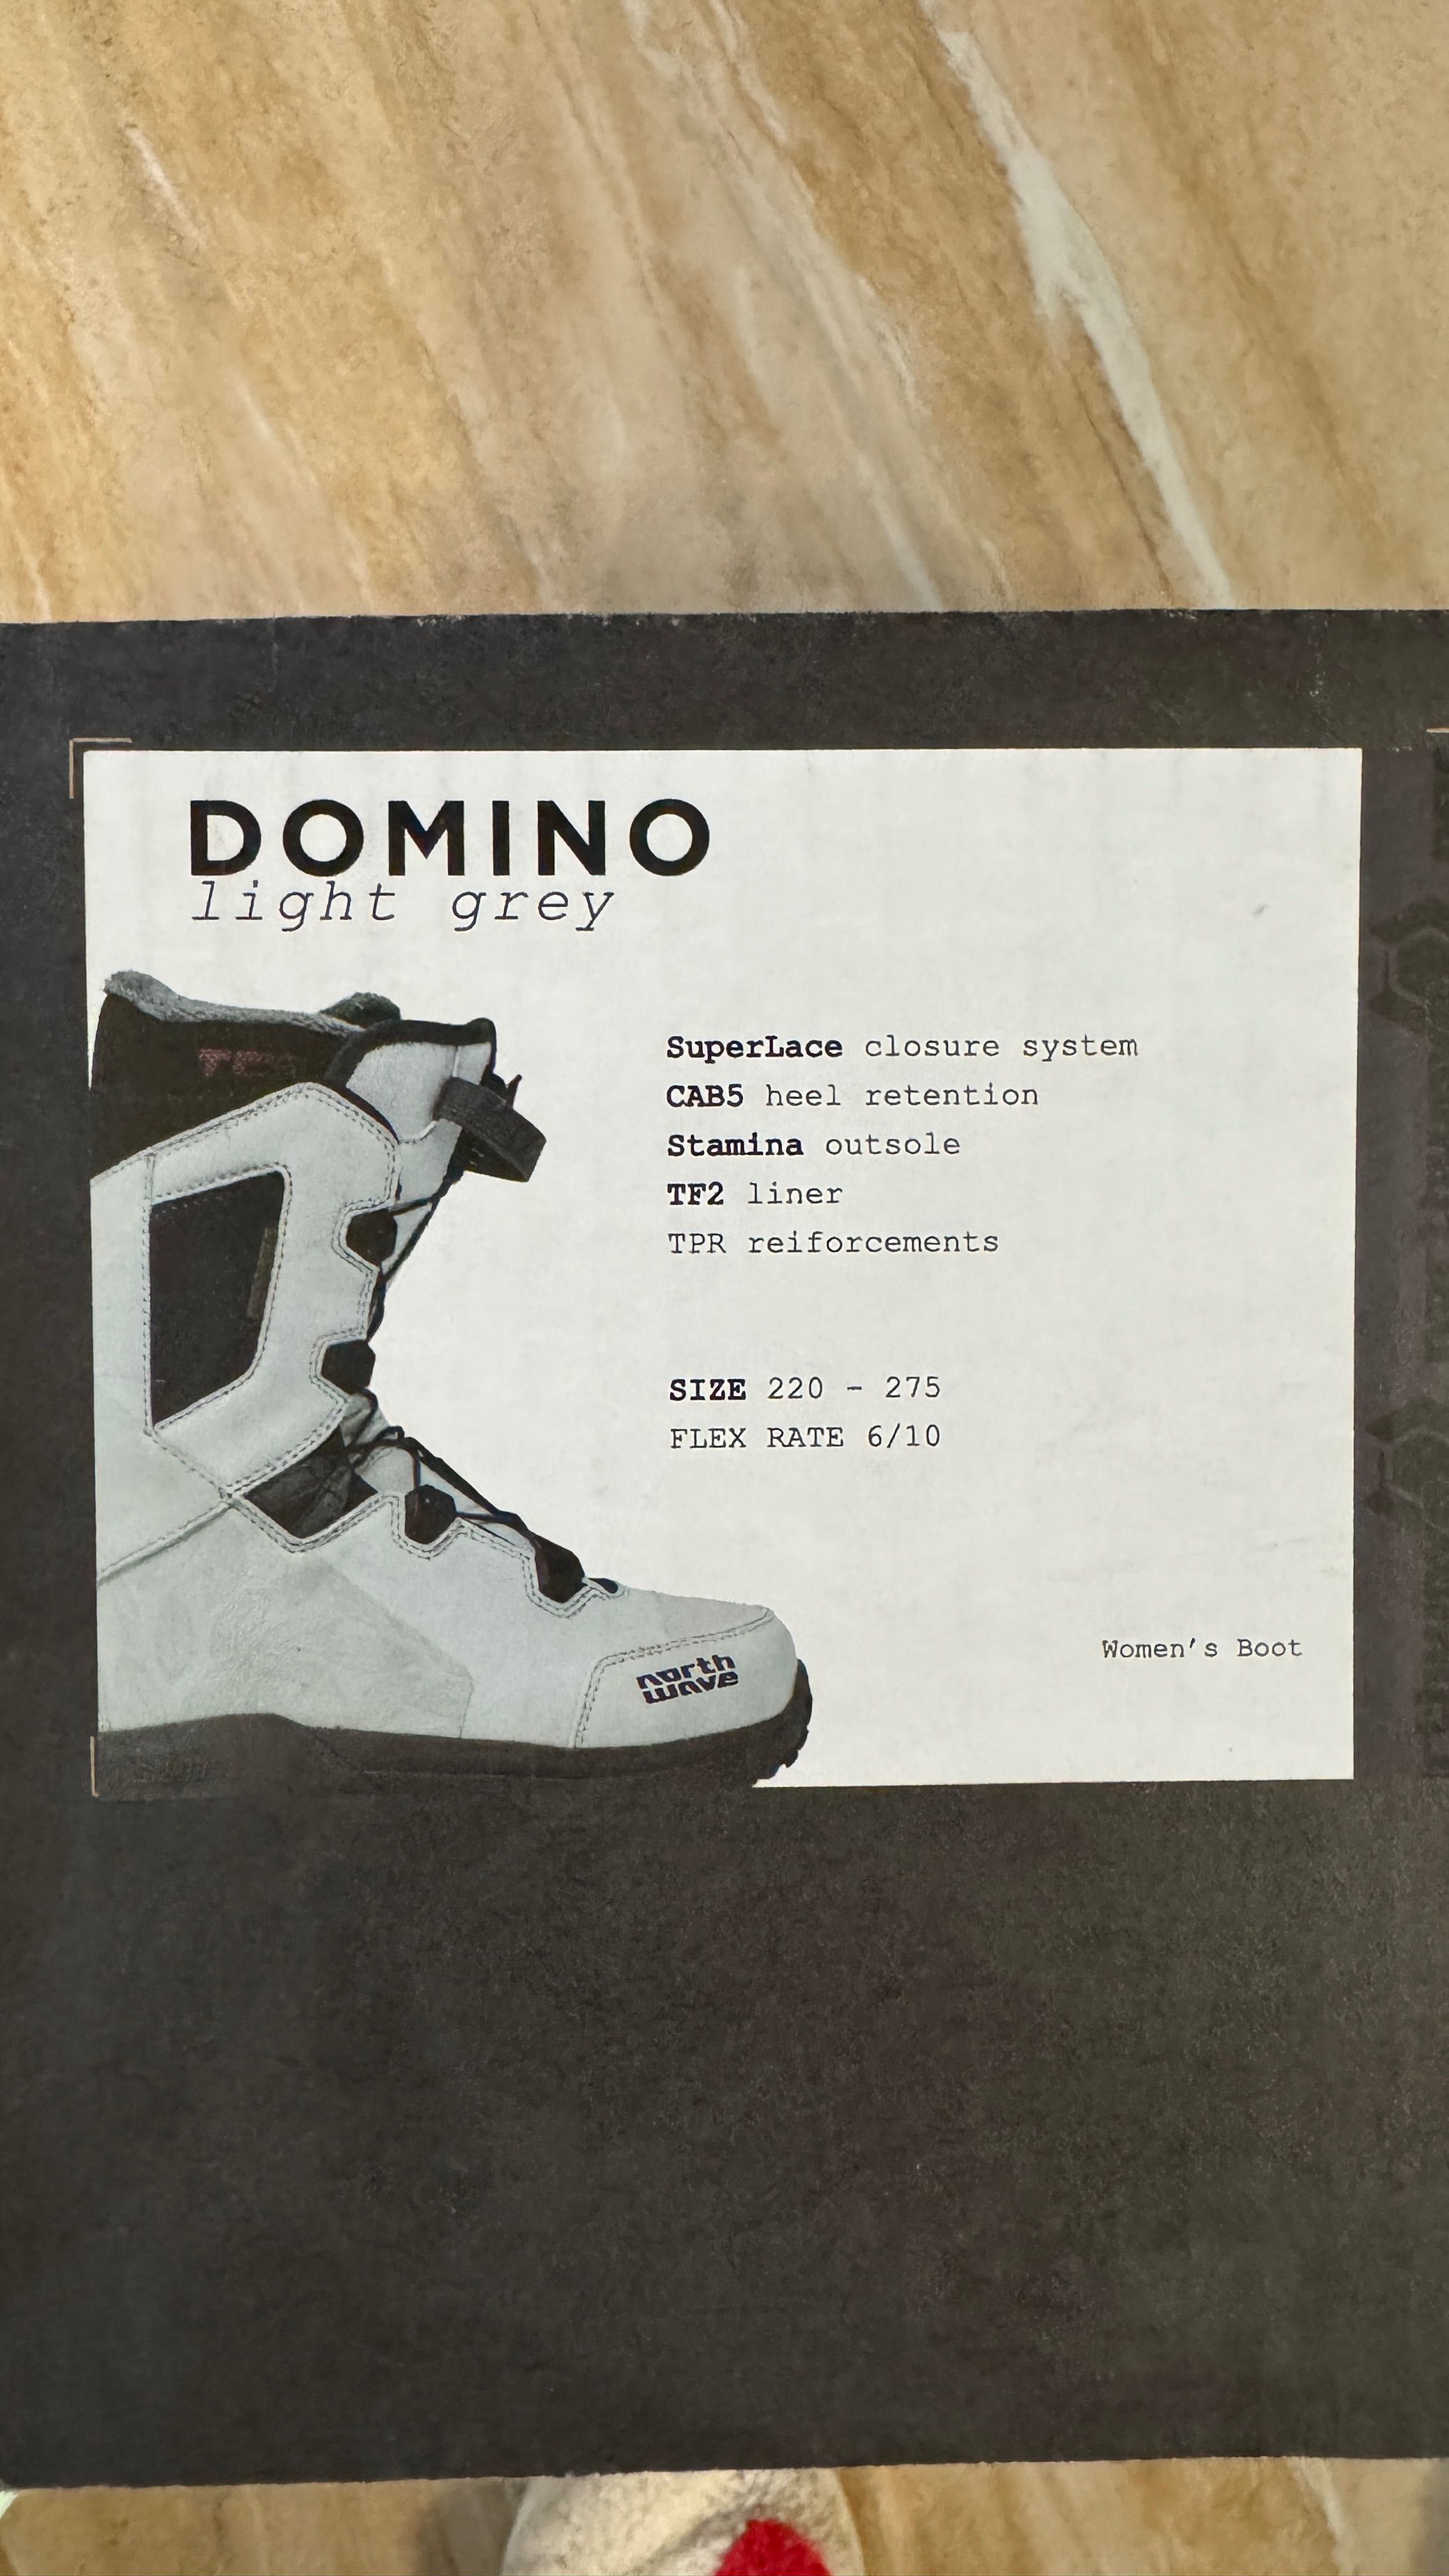 DOMINO
light grey
SuperLace closure system
CAB5 heel retention
Stamina outsole
TF2 liner
TPR reiforcements
SIZE 220 - 275
FLEX RATE 6/10
north
wave
Women's Boot